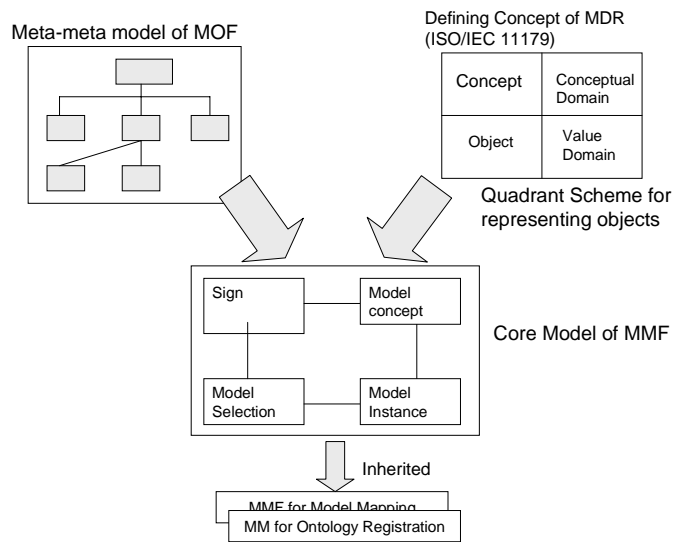 Meta-meta model of MOF
Defining Concept of MDR
(ISO/IEC 11179)
Concept
Conceptual
Domain
Object
Value
Domain
Quadrant Scheme for
representing objects
Sign
Model
concept
Model
Selection
Model
Instance
Core Model of MMF
Inherited
MMF for Model Mapping
MM for Ontology Registration